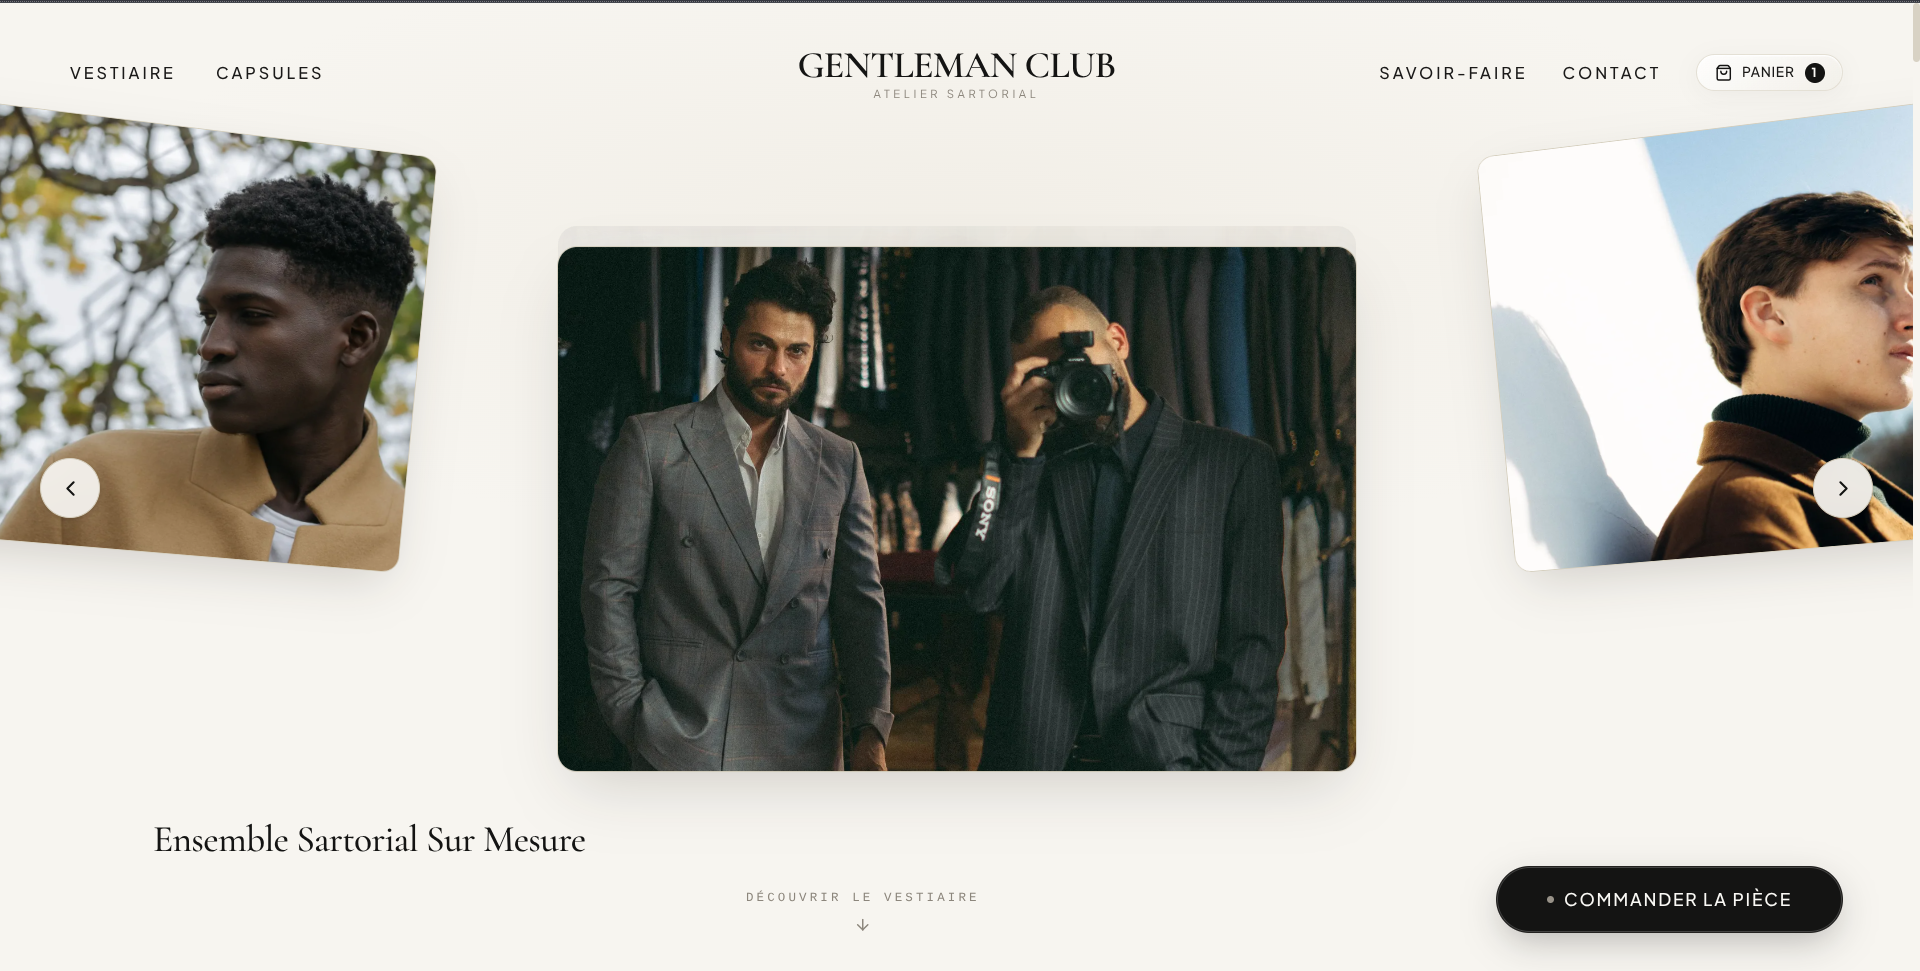 VESTIAIRE
CAPSULES
GENTLEMAN CLUB
ATELIER SARTORIAL
SAVOIR-FAIRE
CONTACT
PANIER 1
SONY
Ensemble Sartorial Sur Mesure
DÉCOUVRIR LE VESTIAIRE
COMMANDER LA PIÈCE